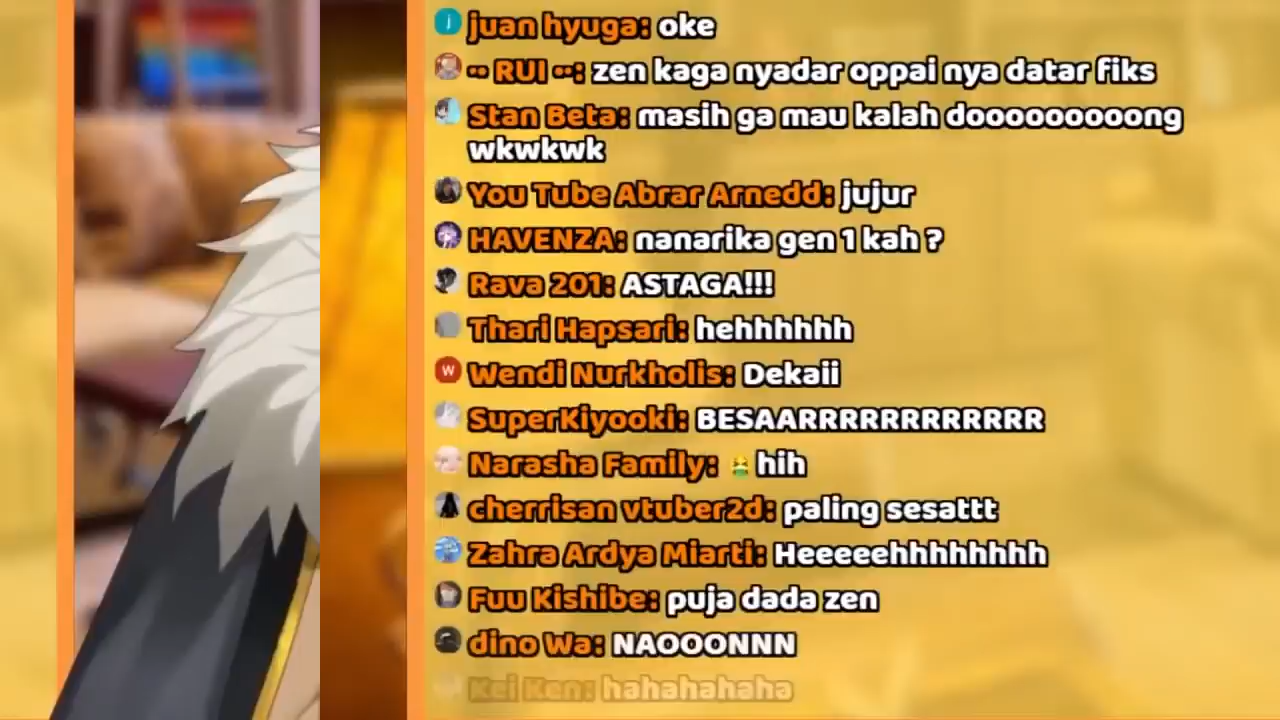 juan hyuga: oke
•• RUI ••: zen kaga nyadar oppai nya datar fiks
Stan Beta: masih ga mau kalah dooooooooong
wkwkwk
You Tube Abrar Arnedd: jujur
HAVENZA: nanarika gen 1 kah ?
Rava 201: ASTAGA!!!
Thari Hapsari: hehhhhhh
Wendi Nurkholis: Dekaii
SuperKiyooki: BESAARRRRRRRRRRRR
Narasha Family: 🤮hih
cherrisan vtuber2d: paling sesattt
Zahra Ardya Miarti: Heeeeehhhhhhhh
Fuu Kishibe: puja dada zen
dino Wa: NAOOONNN
Kei Ken: hahahahaha